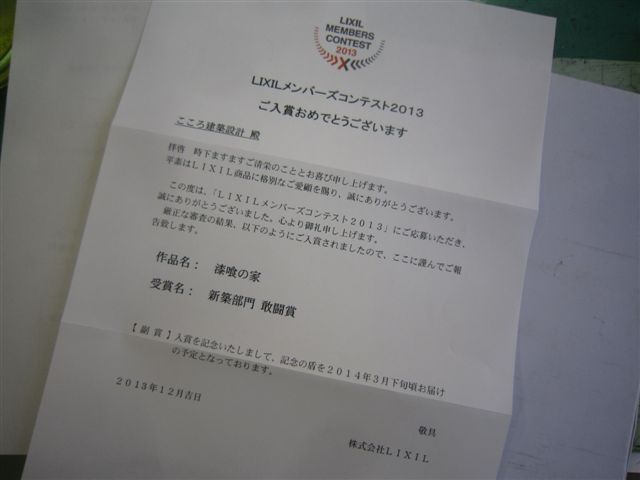 LIXIL
MEMBERS
CONTEST
2013
LIXILメンバーズコンテスト2013
ご入賞おめでとうございます
こころ建築設計 殿
拝啓 時下ますますご清栄のこととお喜び申し上げます。
平素はLIXIL商品に格別なご愛顧を賜り、誠にありがとうございます。
この度は、「LIXILメンバーズコンテスト2013」にご応募いただき、
誠にありがとうございました。心より御礼申し上げます。
厳正な審査の結果、以下のようにご入賞されましたので、ここに謹んでご報
告致します。
作品名： 漆喰の家
受賞名： 新築部門 敢闘賞
【副賞】入賞を記念いたしまして、記念の盾を2014年3月下旬頃お届け
の予定となっております。
2013年12月吉日
敬具
株式会社LIXIL